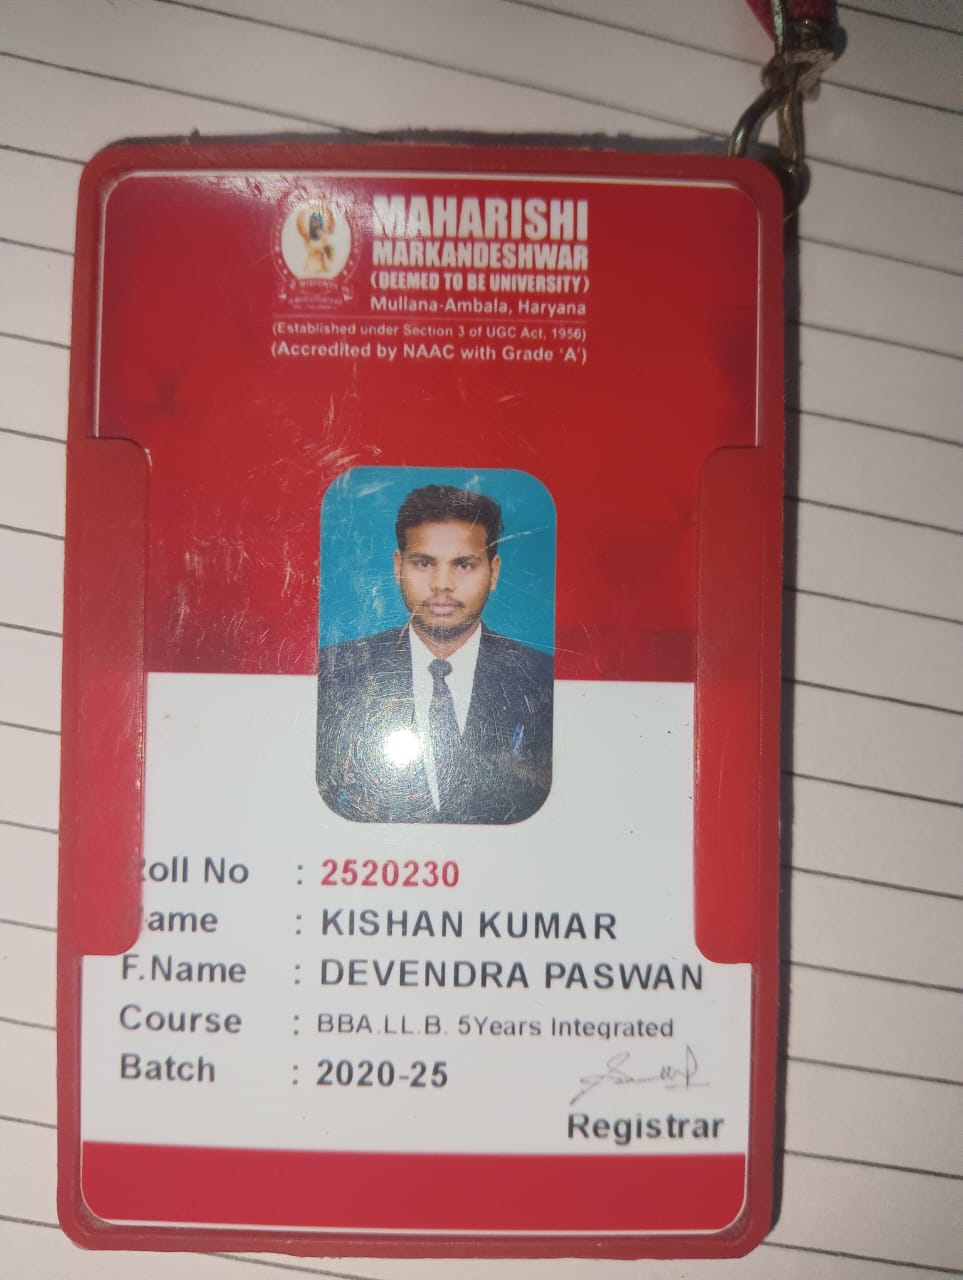 MAHARISHI
MARKANDESHWAR
(DEEMED TO BE UNIVERSITY)
Mullana-Ambala, Haryana
(Established under Section 3 of UGC Act, 1956)
(Accredited by NAAC with Grade 'A')
Roll No : 2520230
Name : KISHAN KUMAR
F.Name : DEVENDRA PASWAN
Course : BBA.LL.B. 5Years Integrated
Batch : 2020-25
Registrar